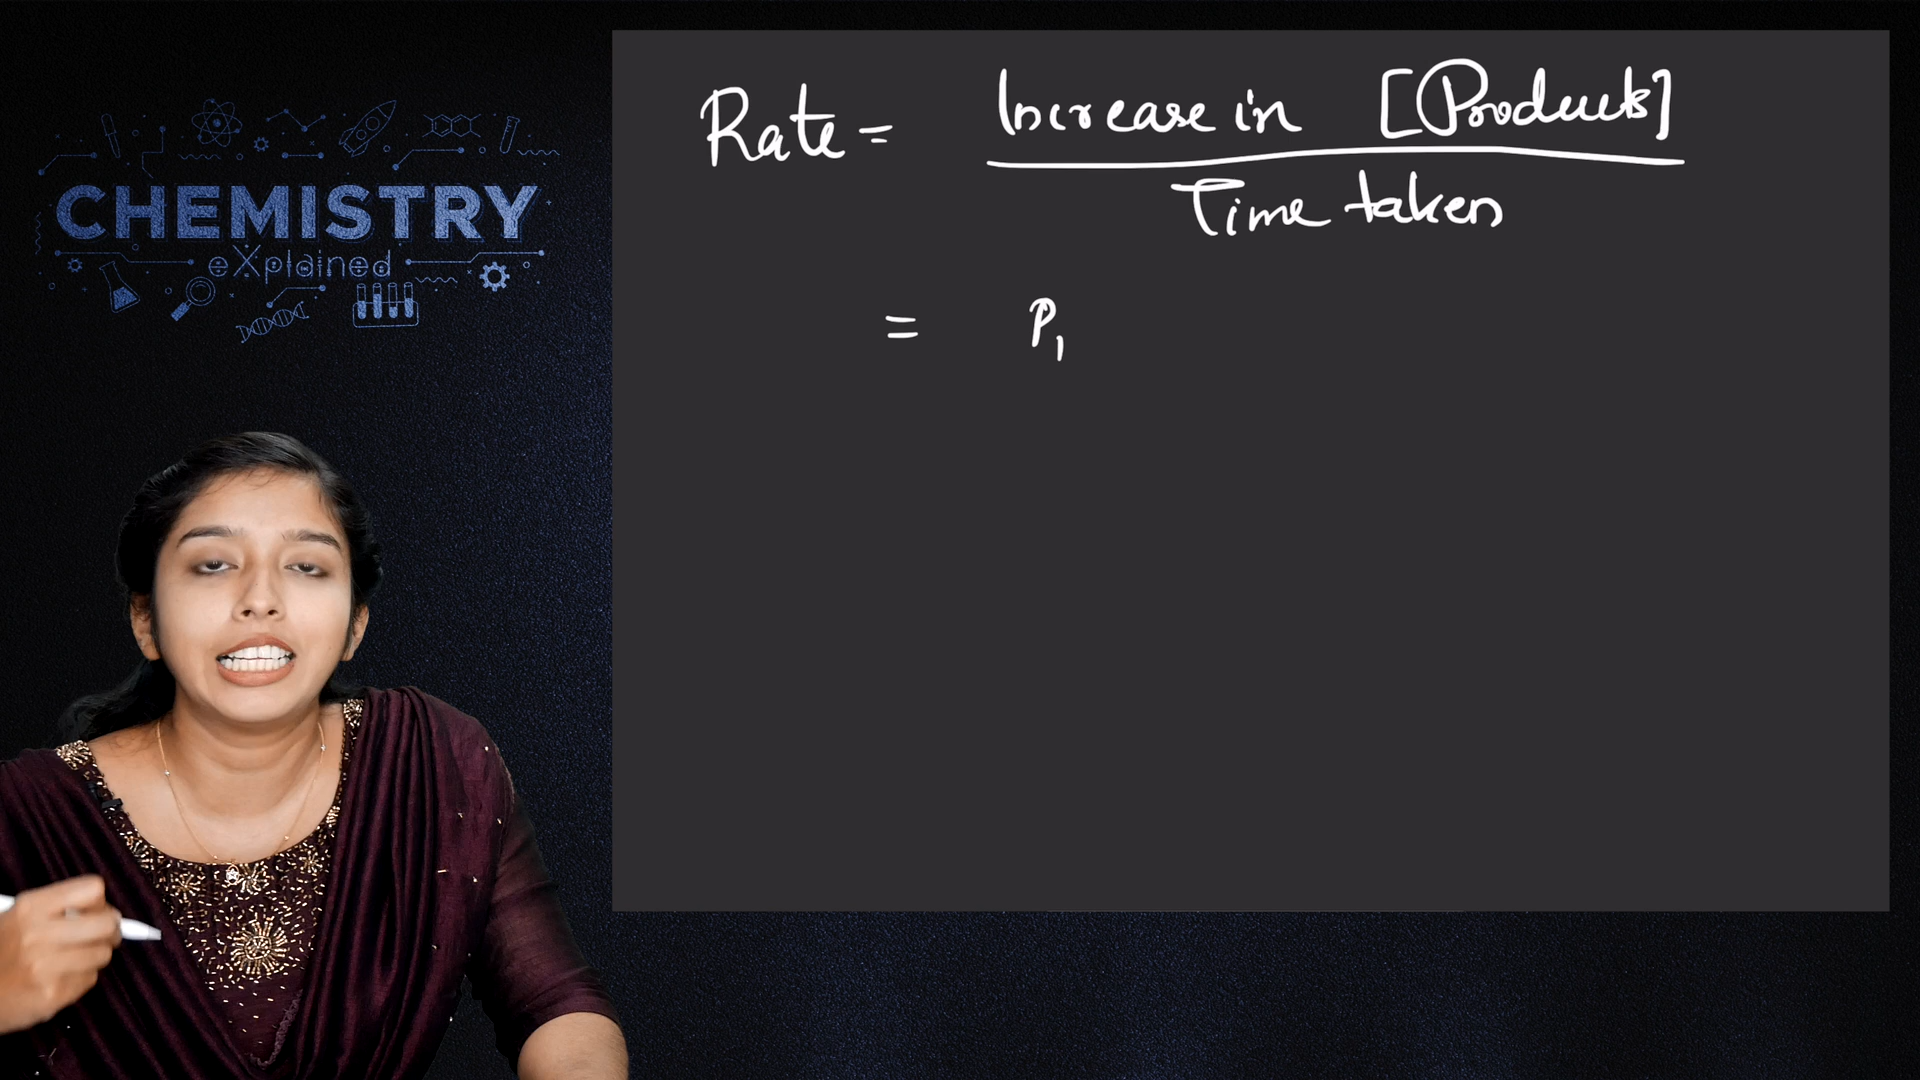 CHEMISTRY
eXplained
Rate = Increase in [Products]
Time taken
= P₁